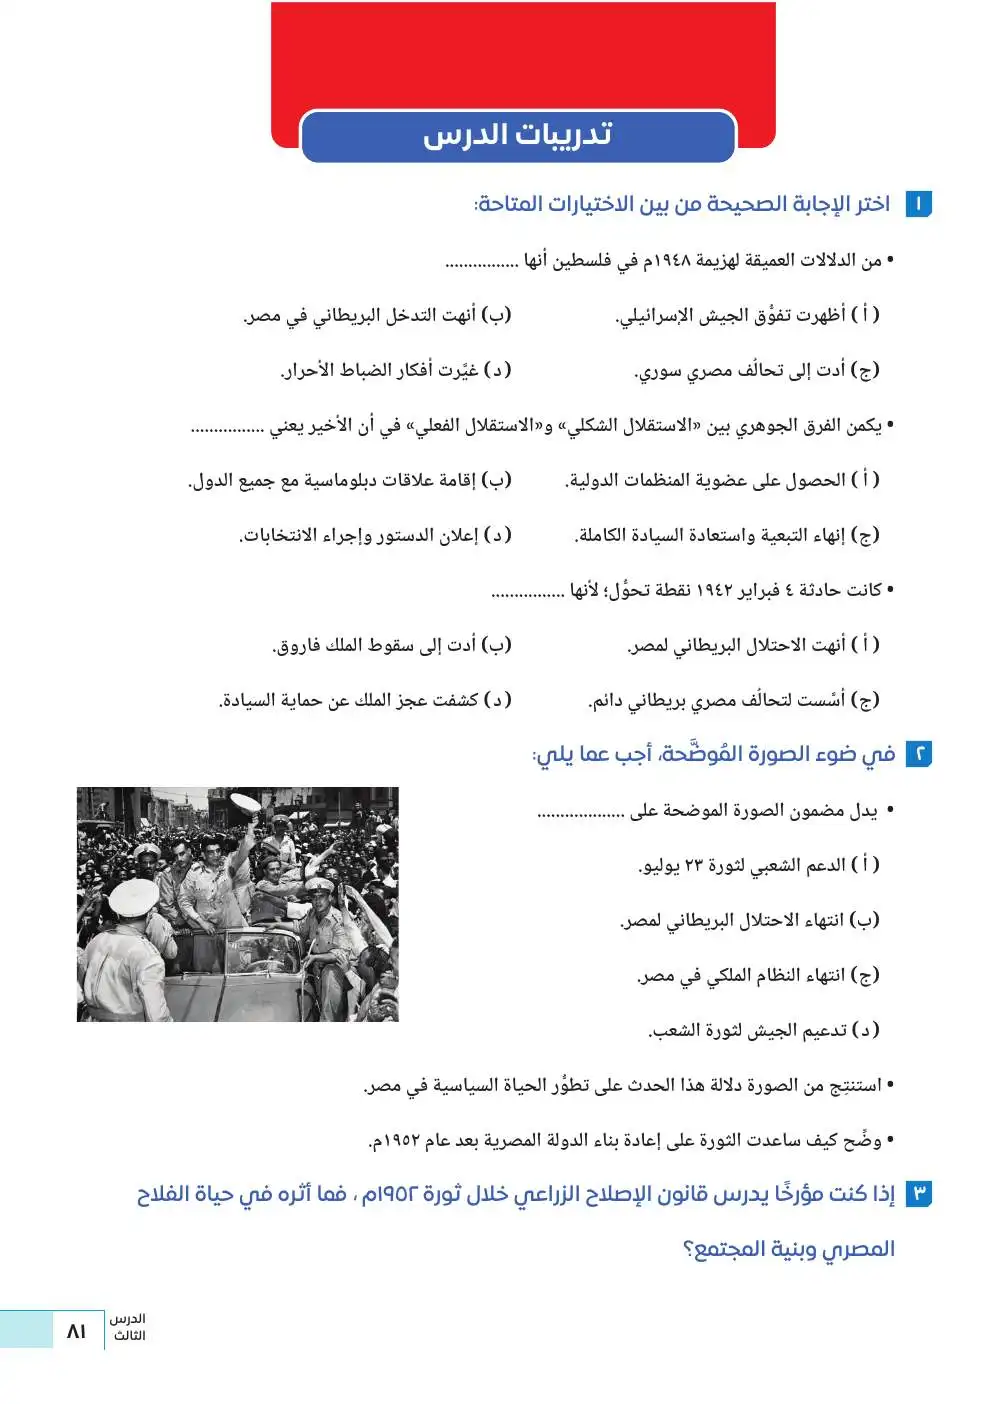 تدريبات الدرس
١ اختر الإجابة الصحيحة من بين الاختيارات المتاحة:
• من الدلالات العميقة لهزيمة ١٩٤٨م في فلسطين أنها ................
( أ ) أظهرت تفوُّق الجيش الإسرائيلي. (ب) أنهت التدخل البريطاني في مصر.
(ج) أدت إلى تحالُف مصري سوري. ( د ) غيَّرت أفكار الضباط الأحرار.
• يكمن الفرق الجوهري بين «الاستقلال الشكلي» و«الاستقلال الفعلي» في أن الأخير يعني ................
( أ ) الحصول على عضوية المنظمات الدولية. (ب) إقامة علاقات دبلوماسية مع جميع الدول.
(ج) إنهاء التبعية واستعادة السيادة الكاملة. ( د ) إعلان الدستور وإجراء الانتخابات.
• كانت حادثة ٤ فبراير ١٩٤٢ نقطة تحوُّل؛ لأنها ................
( أ ) أنهت الاحتلال البريطاني لمصر. (ب) أدت إلى سقوط الملك فاروق.
(ج) أسَّست لتحالُف مصري بريطاني دائم. ( د ) كشفت عجز الملك عن حماية السيادة.
٢ في ضوء الصورة المُوضَّحة، أجب عما يلي:
• يدل مضمون الصورة الموضحة على ...................
( أ ) الدعم الشعبي لثورة ٢٣ يوليو.
(ب) انتهاء الاحتلال البريطاني لمصر.
(ج) انتهاء النظام الملكي في مصر.
( د ) تدعيم الجيش لثورة الشعب.
• استنتِج من الصورة دلالة هذا الحدث على تطوُّر الحياة السياسية في مصر.
• وضِّح كيف ساعدت الثورة على إعادة بناء الدولة المصرية بعد عام ١٩٥٢م.
٣ إذا كنت مؤرخًا يدرس قانون الإصلاح الزراعي خلال ثورة ١٩٥٢م ، فما أثره في حياة الفلاح
المصري وبنية المجتمع؟
الدرس
الثالث
٨١